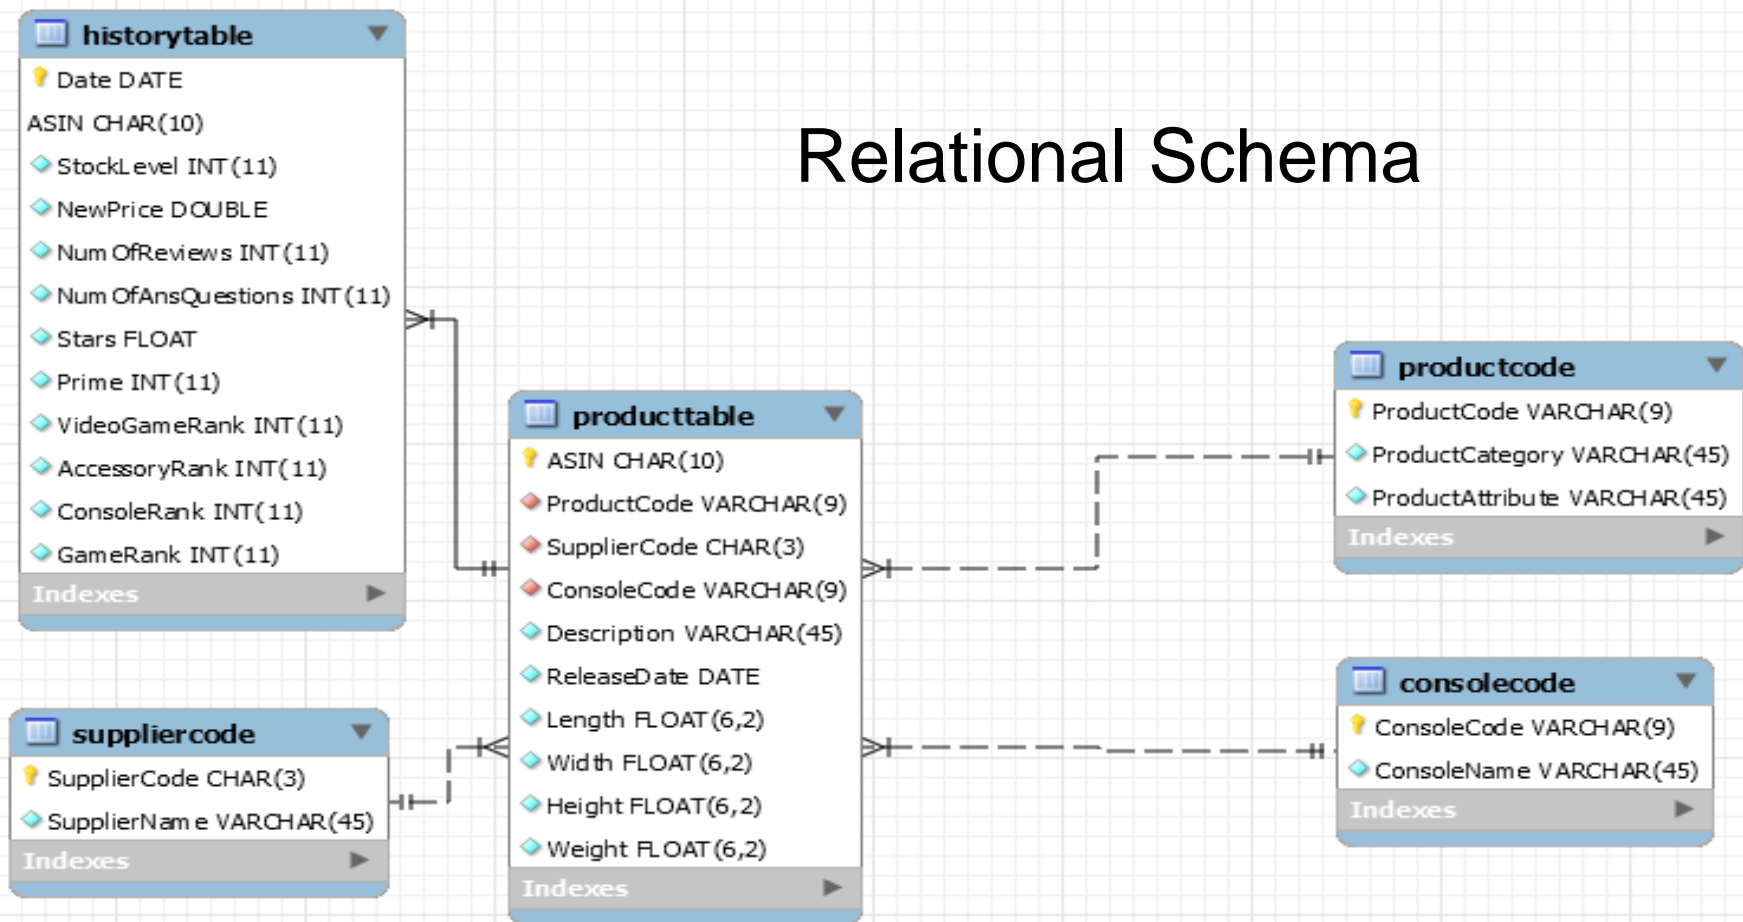 Relational Schema
historytable
Date DATE
ASIN CHAR(10)
StockLevel INT(11)
NewPrice DOUBLE
NumOfReviews INT(11)
NumOfAnsQuestions INT(11)
Stars FLOAT
Prime INT(11)
VideoGameRank INT(11)
AccessoryRank INT(11)
ConsoleRank INT(11)
GameRank INT(11)
Indexes
suppliercode
SupplierCode CHAR(3)
SupplierName VARCHAR(45)
Indexes
producttable
ASIN CHAR(10)
ProductCode VARCHAR(9)
SupplierCode CHAR(3)
ConsoleCode VARCHAR(9)
Description VARCHAR(45)
ReleaseDate DATE
Length FLOAT(6,2)
Width FLOAT(6,2)
Height FLOAT(6,2)
Weight FLOAT(6,2)
Indexes
productcode
ProductCode VARCHAR(9)
ProductCategory VARCHAR(45)
ProductAttribute VARCHAR(45)
Indexes
consolecode
ConsoleCode VARCHAR(9)
ConsoleName VARCHAR(45)
Indexes